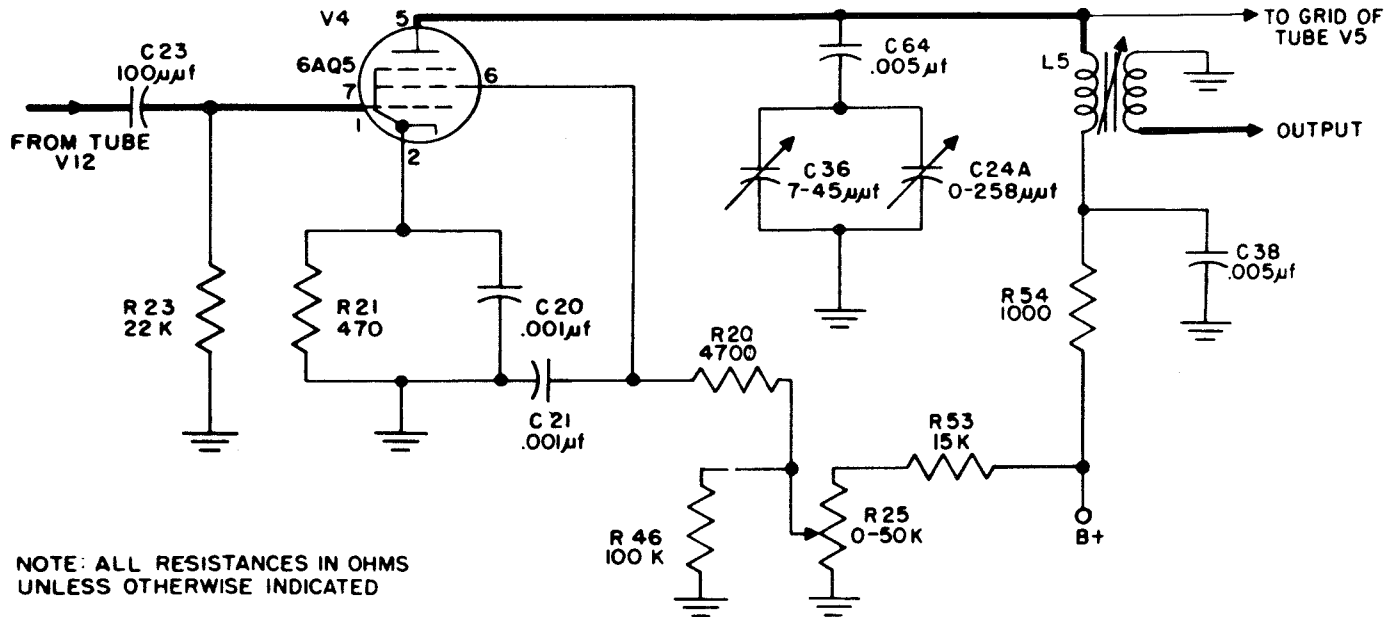 V4
5
TO GRID OF
TUBE V5
C23
100µµf
6AQ5
6
7
1
2
C64
.005µf
L5
FROM TUBE
V12
OUTPUT
C36
7-45µµf
C24A
0-258µµf
C38
.005µf
R23
22K
R21
470
C20
.001µf
R54
1000
R20
4700
C21
.001µf
R53
15K
R46
100 K
R25
0-50K
B+
NOTE: ALL RESISTANCES IN OHMS
UNLESS OTHERWISE INDICATED